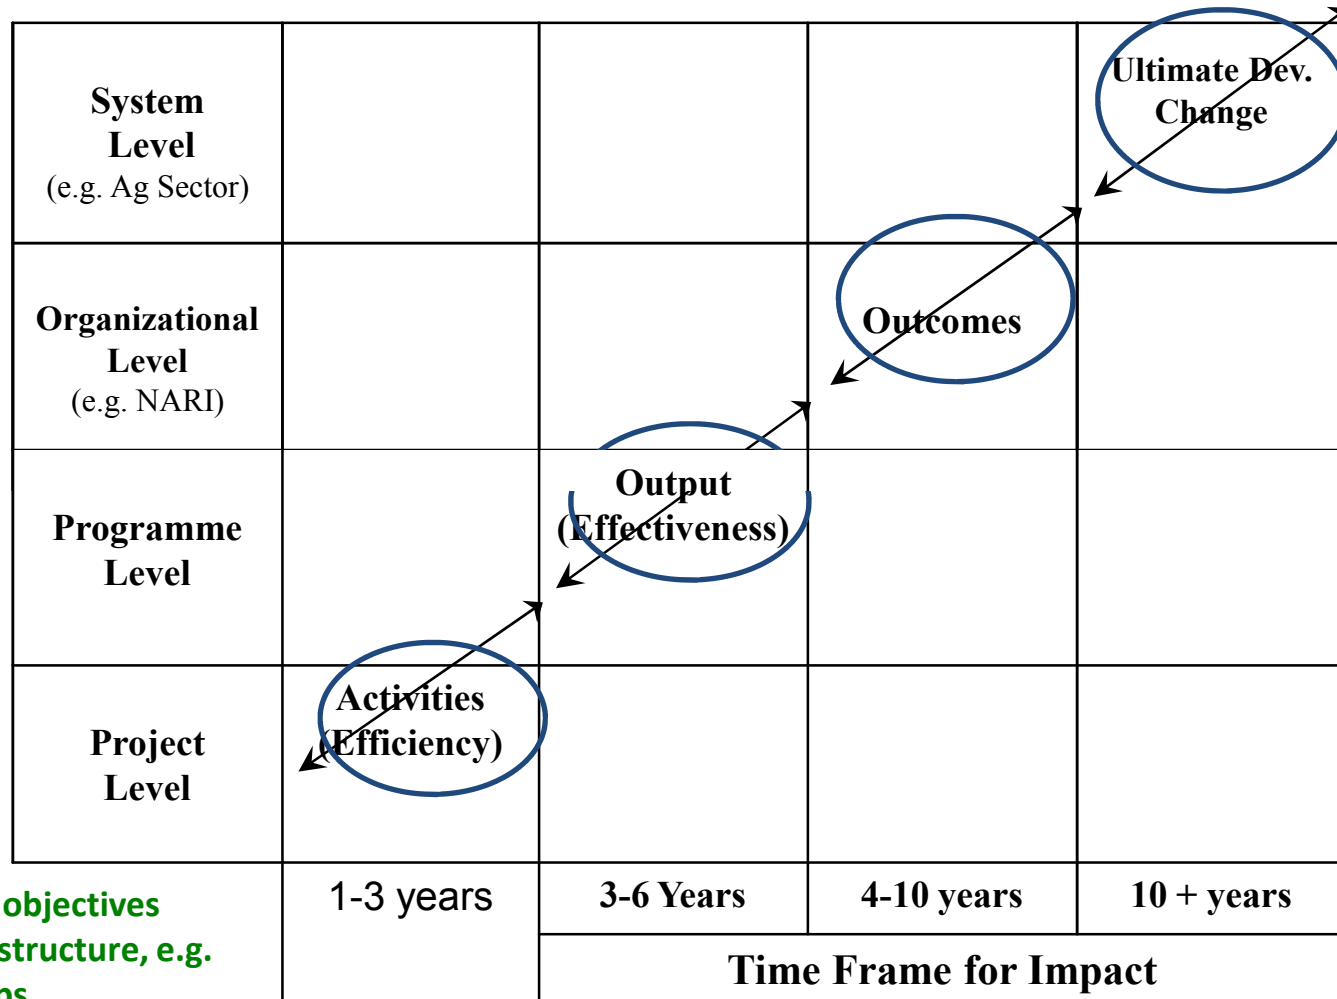 Ultimate Dev.
Change
System
Level
(e.g. Ag Sector)
Organizational
Level
(e.g. NARI)
Outcomes
Output
(Effectiveness)
Programme
Level
Activities
(Efficiency)
Project
Level
1-3 years
3-6 Years
4-10 years
10 + years
objectives
structure, e.g.
Time Frame for Impact